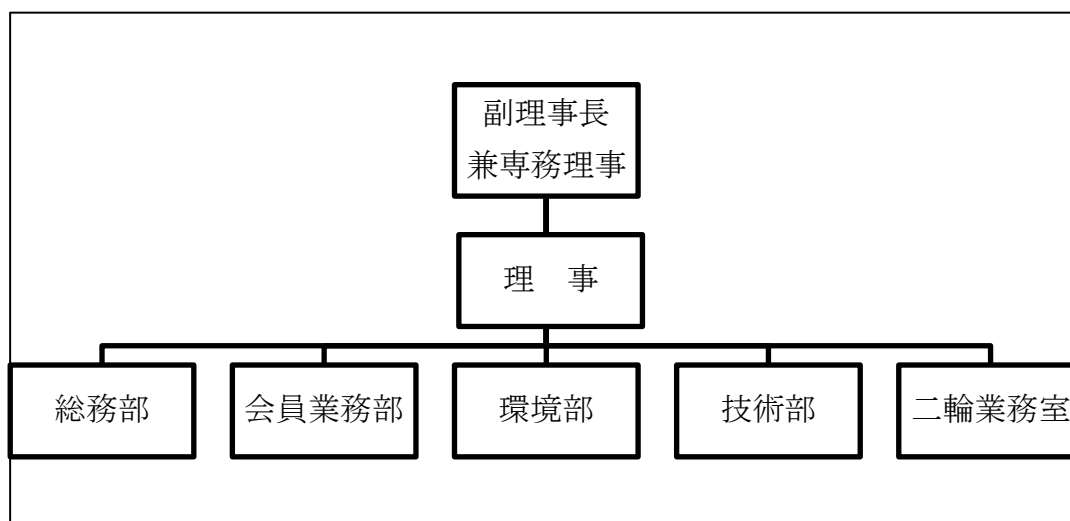 副理事長
兼専務理事
理　事
総務部
会員業務部
環境部
技術部
二輪業務室